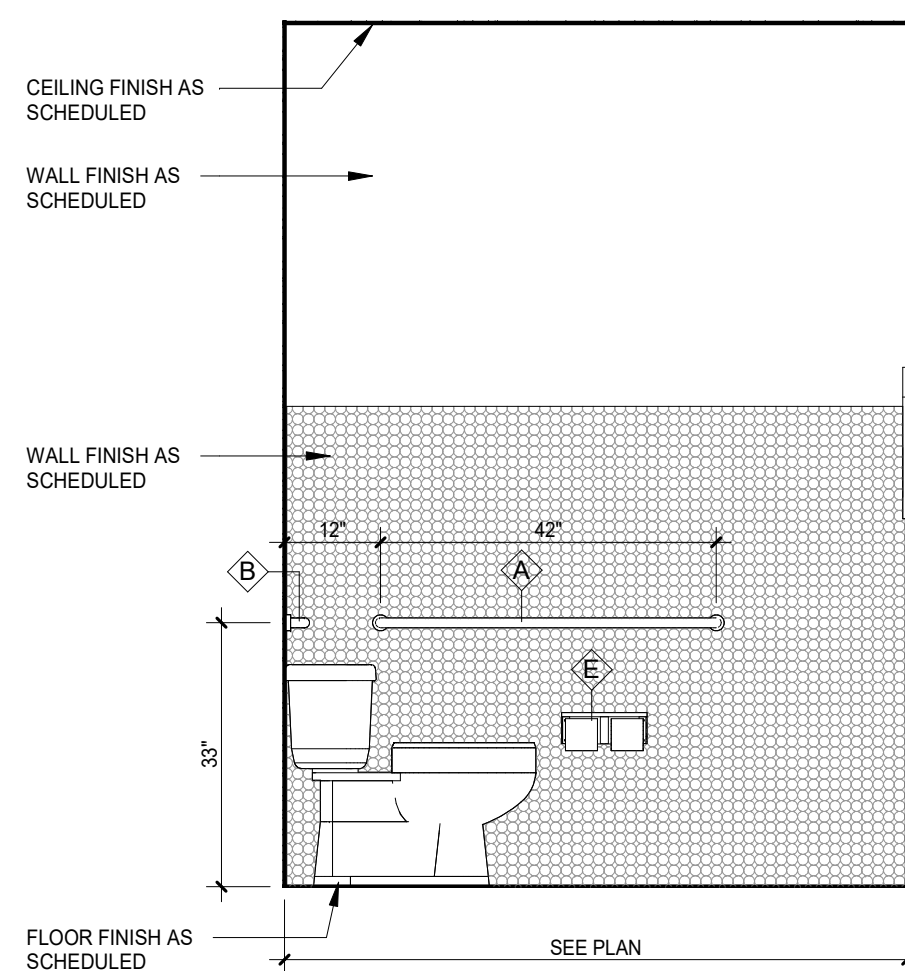 CEILING FINISH AS
SCHEDULED
WALL FINISH AS
SCHEDULED
WALL FINISH AS
SCHEDULED
12"
42"
B
A
E
33"
FLOOR FINISH AS
SCHEDULED
SEE PLAN